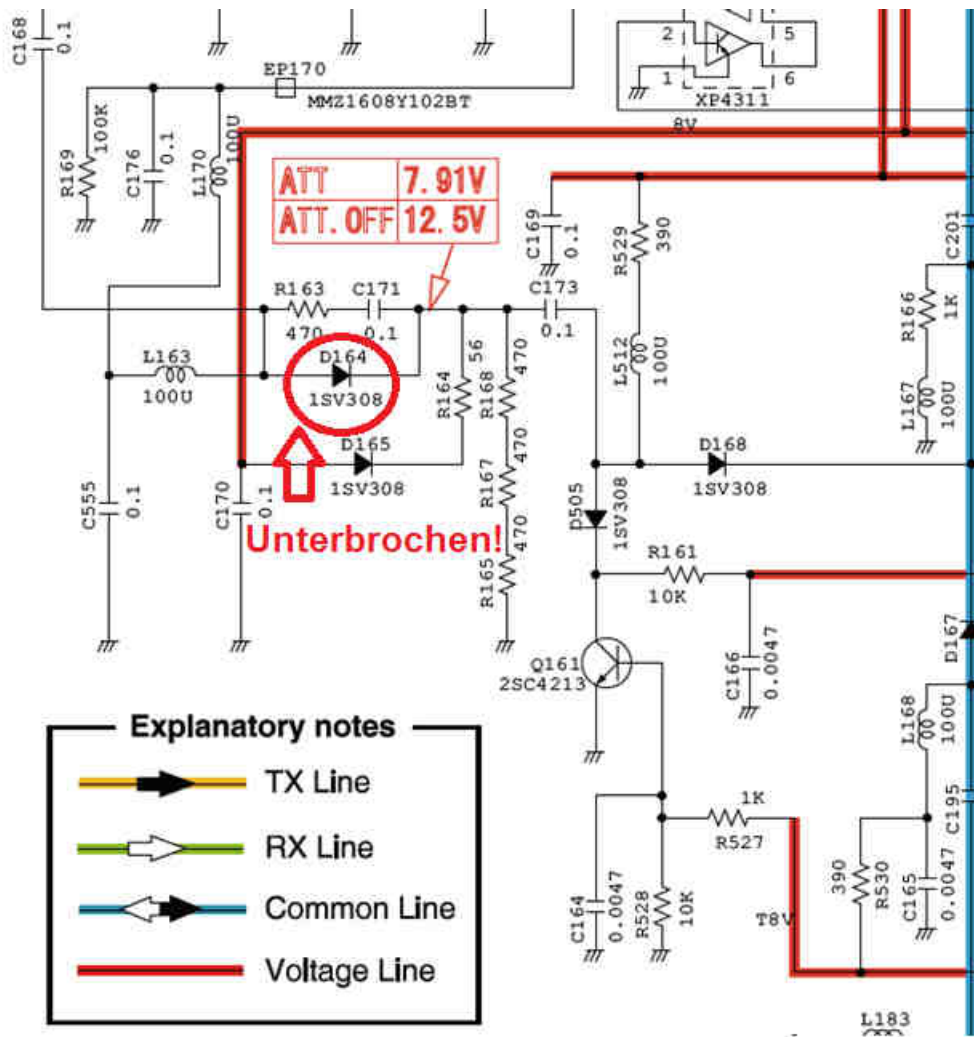 C168
0.1
EP170
MMZ1608Y102BT
R169
100K
C176
0.1
L170
100U
2
1
5
6
XP4311
8V
ATT 7.91V
ATT.OFF 12.5V
C169
0.1
R529
390
C201
R163
470
C171
0.1
C173
0.1
R166
1K
L163
100U
D164
1SV308
R164
56
R168
470
L512
100U
L167
100U
D165
1SV308
D168
1SV308
C555
0.1
C170
0.1
R167
470
D505
1SV308
Unterbrochen!
R165
470
R161
10K
Q161
2SC4213
C166
0.0047
D167
L168
100U
Explanatory notes
TX Line
RX Line
Common Line
Voltage Line
1K
R527
C195
C164
0.0047
R528
10K
T8V
390
R530
C165
0.0047
L183